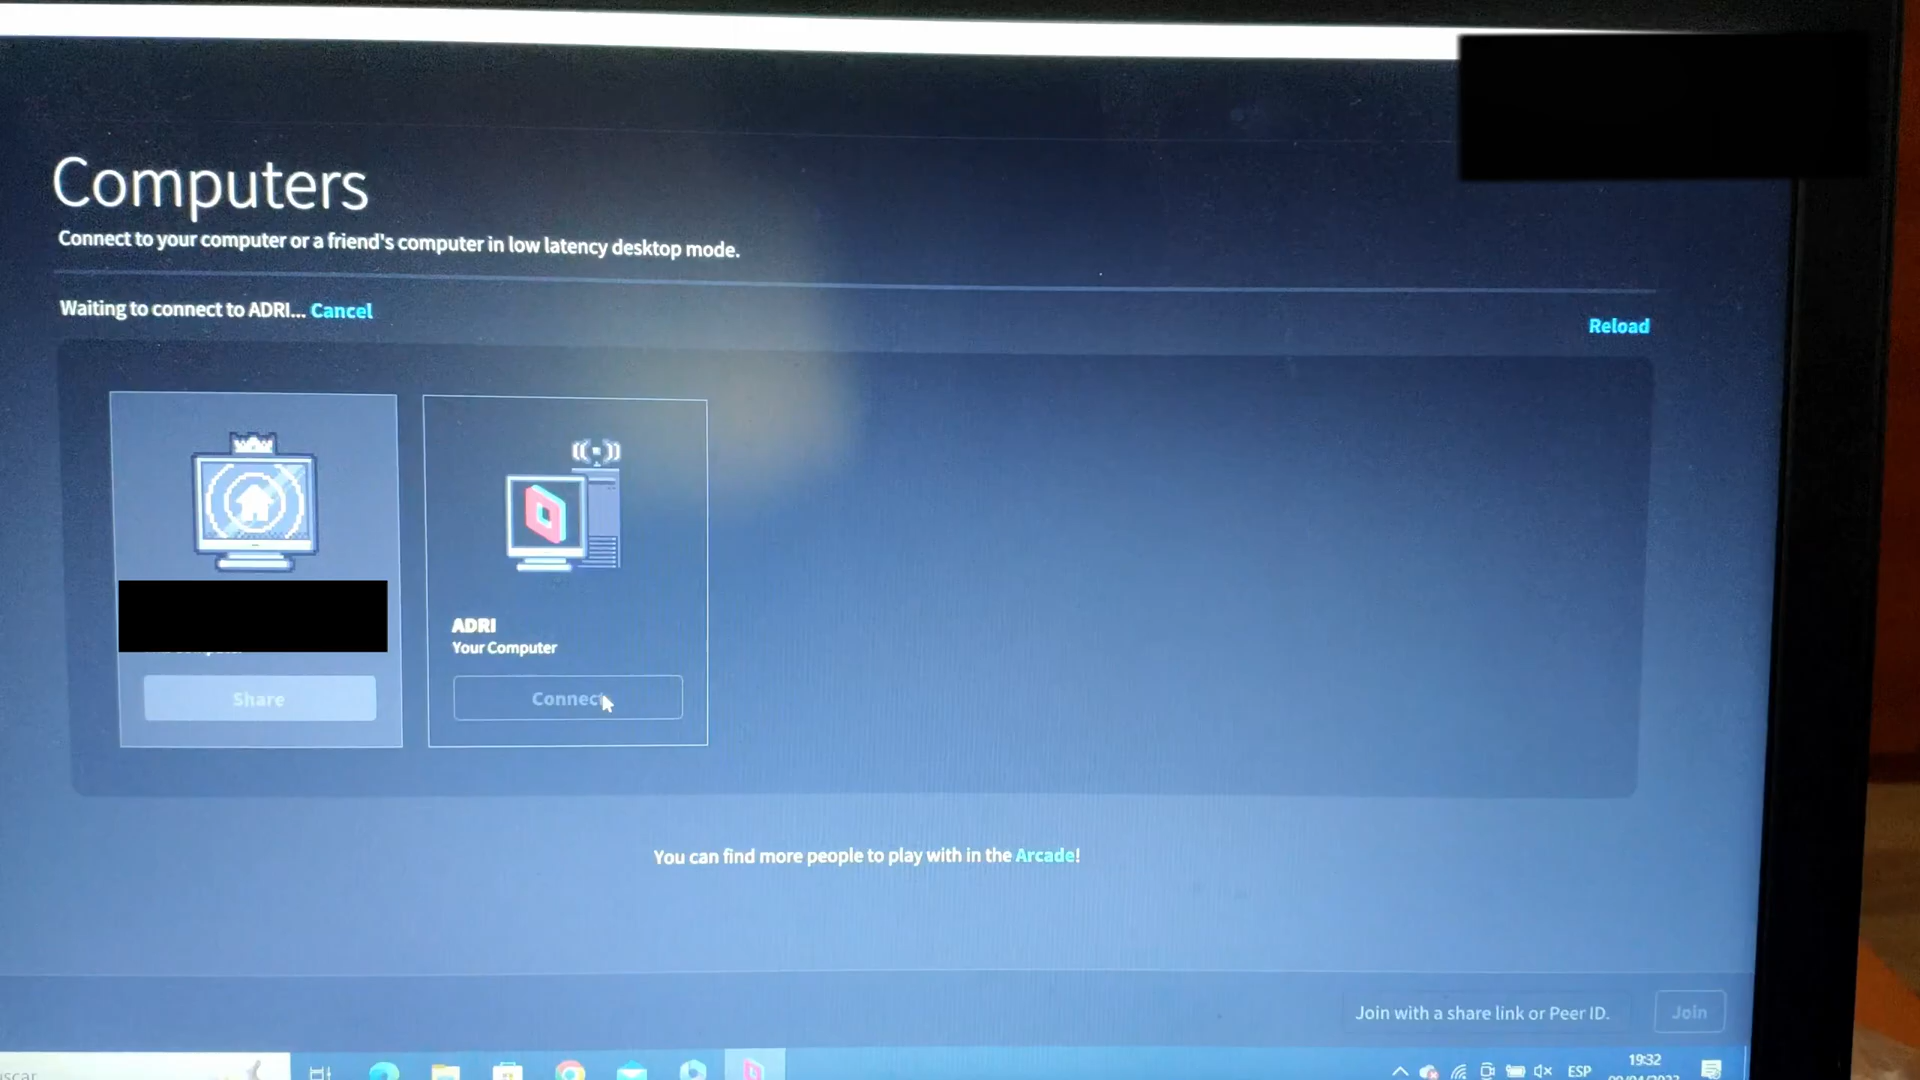 Computers
Connect to your computer or a friend's computer in low latency desktop mode.
Waiting to connect to ADRI... Cancel
Reload
ADRI
Your Computer
Share
Connect
You can find more people to play with in the Arcade!
Join with a share link or Peer ID.
Join
19:32
ESP